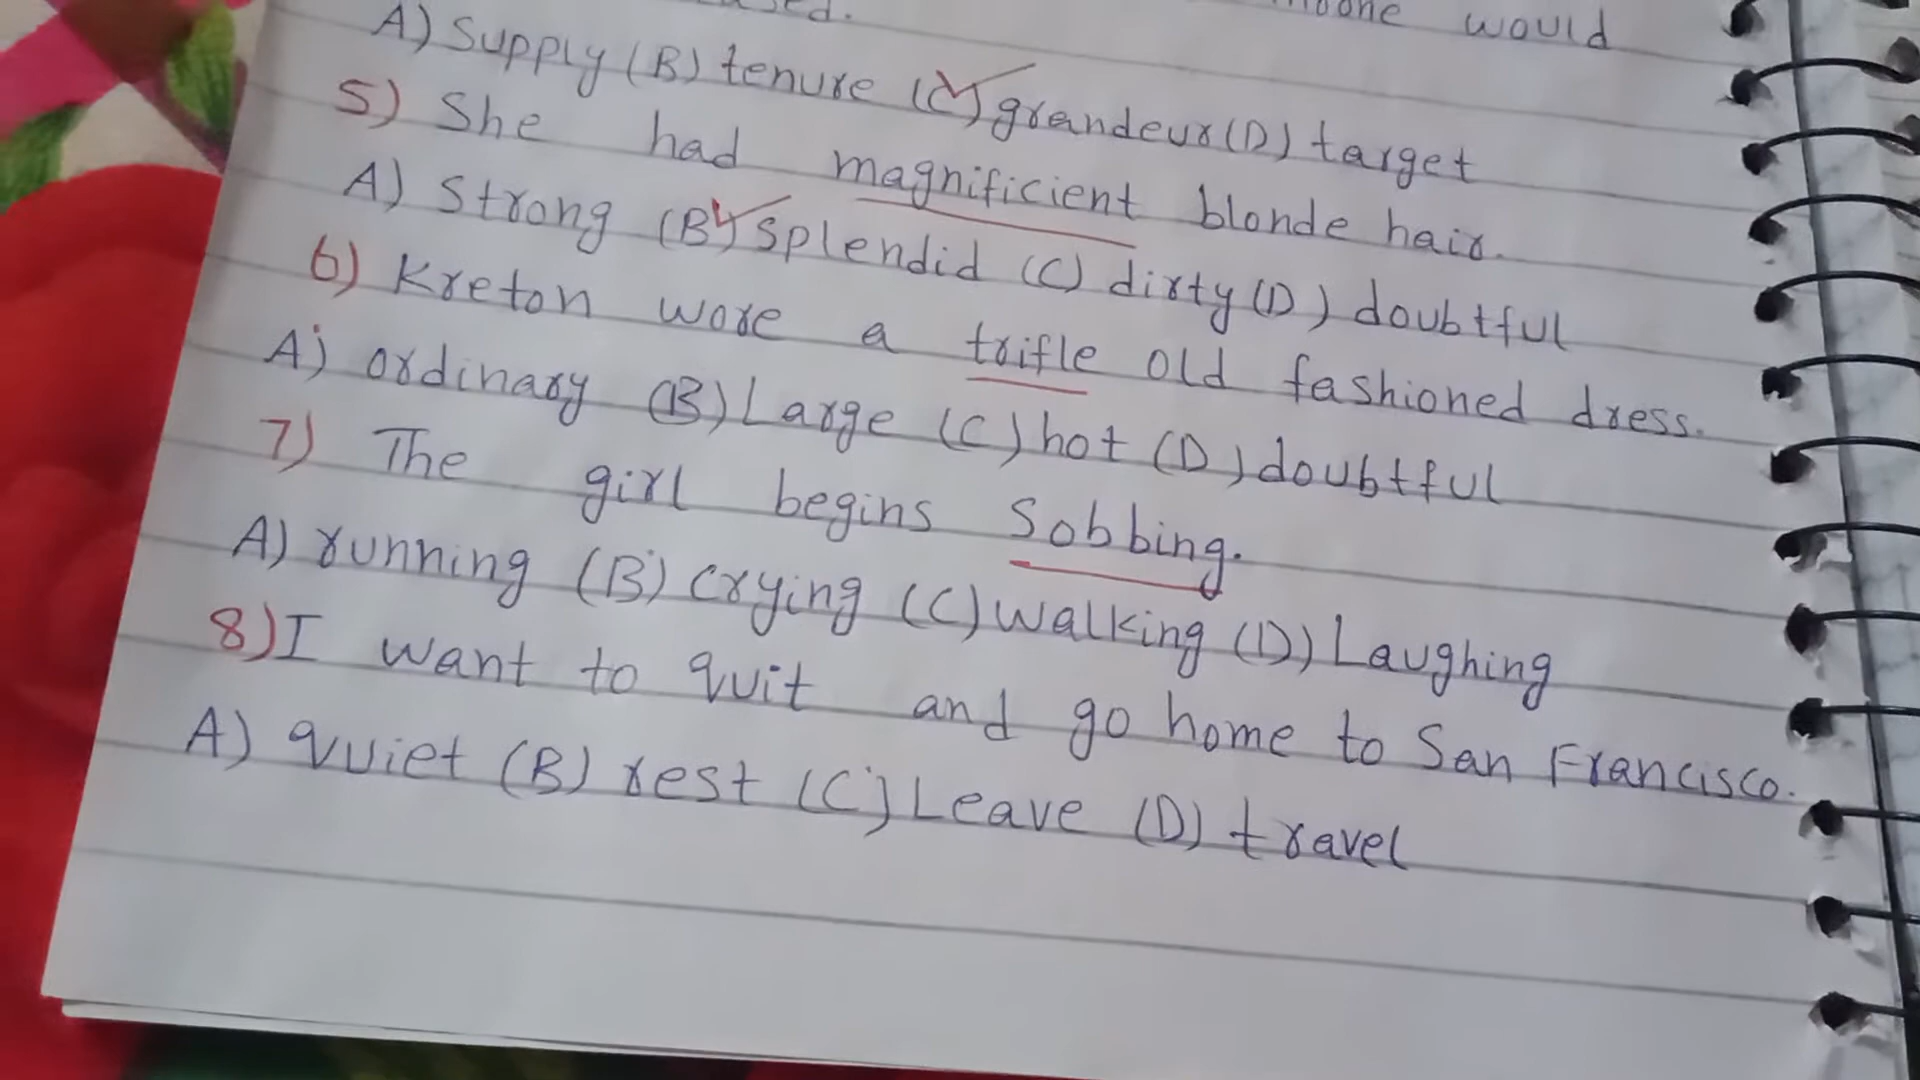 would
A) Supply (B) tenure (C) grandeur (D) target
5) She had magnificient blonde hair.
A) Strong (B) Splendid (C) dirty (D) doubtful
6) Kreton wore a trifle old fashioned dress.
A) ordinary (B) Large (C) hot (D) doubtful
7) The girl begins Sobbing.
A) running (B) crying (C) walking (D) Laughing
8) I want to quit and go home to San Francisco.
A) quiet (B) rest (C) Leave (D) travel